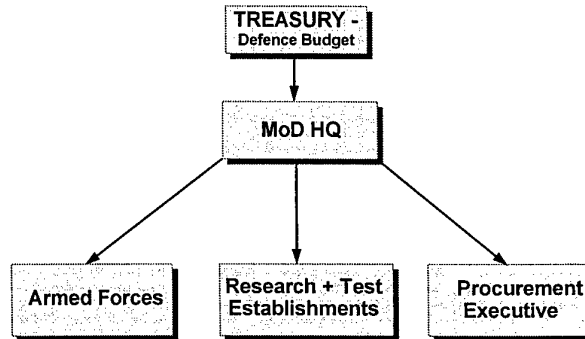 TREASURY -
Defence Budget
MoD HQ
Armed Forces
Research + Test
Establishments
Procurement
Executive